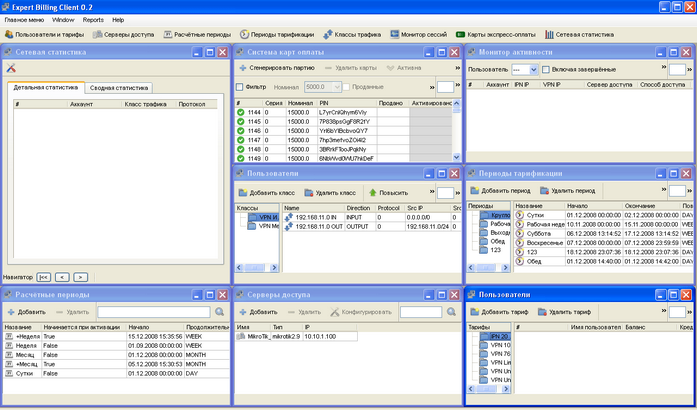 Expert Billing Client 0.2
Главное меню Window Reports Help
Пользователи и тарифы Серверы доступа Расчётные периоды Периоды тарификации Классы трафика Монитор сессий Карты экспресс-оплаты Сетевая статистика
Сетевая статистика
Детальная статистика Сводная статистика
# Аккаунт Класс трафика Протокол
Навигатор |<< < >
Система карт оплаты
Сгенерировать партию Удалить карты Активна »
Фильтр Номинал 5000.0 Проданные »
# Серия Номинал PIN Продано Активировано
1144 0 15000.0
1145 0 15000.0
1146 0 15000.0
1147 0 15000.0
1148 0 15000.0
1149 0 15000.0
Монитор активности
Пользователь --- Включая завершённые »
# Аккаунт IPN IP VPN IP Сервер доступа Способ доступа
Пользователи
Добавить класс Удалить класс Повысить » »
Классы Name Direction Protocol Src IP Src
VPN И 192.168.11.0 IN INPUT 0 0.0.0.0/0 0
VPN Ме 192.168.11.0 OUT OUTPUT 0 192.168.11.0/24 0
Периоды тарификации
Добавить период Удалить период » »
Периоды Название Начало Окончание Пов
Кругло Сутки 01.12.2008 00:00:00 02.12.2008 00:00:00 DAY
Рабоча Рабочая неде 10.11.2008 00:00:00 15.11.2008 00:00:00 WEE
Выходн Суббота 06.12.2008 13:14:52 07.12.2008 13:14:52 WEE
Обед Воскресенье 07.12.2008 00:00:00 07.12.2008 23:59:59 WEE
123 123 18.12.2008 23:07:36 18.12.2008 23:07:36 DAY
Обед 01.12.2008 14:40:00 01.12.2008 14:42:00 DAY
Расчётные периоды
Добавить Удалить
Название Начинается при активации Начало Продолжительн
+Неделя True 15.12.2008 15:35:56 WEEK
Неделя False 01.09.2008 00:00:00 WEEK
Месяц False 01.12.2008 00:00:00 MONTH
+Месяц True 05.12.2008 15:30:53 MONTH
Сутки False 01.12.2008 00:00:00 DAY
Серверы доступа
Добавить Удалить Конфигурировать
Имя Тип IP
MikroTik_ mikrotik2.9 10.10.1.100
Пользователи
Добавить тариф Удалить тариф » »
Тарифы # Имя пользовател Баланс Кред
IPN 20
VPN 10
VPN 76
VPN Lin
VPN Un
VPN Un